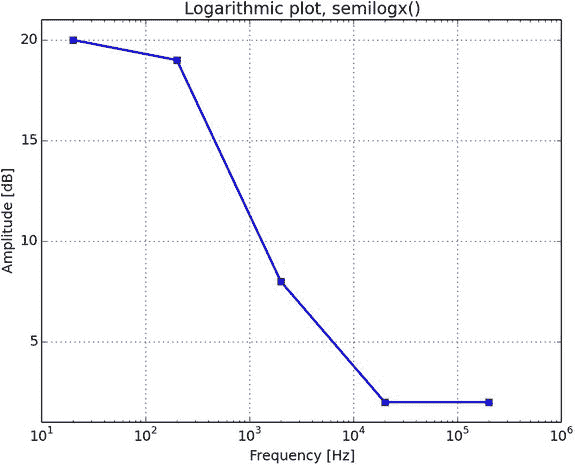 Logarithmic plot, semilogx()
20
15
10
5
Amplitude [dB]
10¹ 10² 10³ 10⁴ 10⁵ 10⁶
Frequency [Hz]